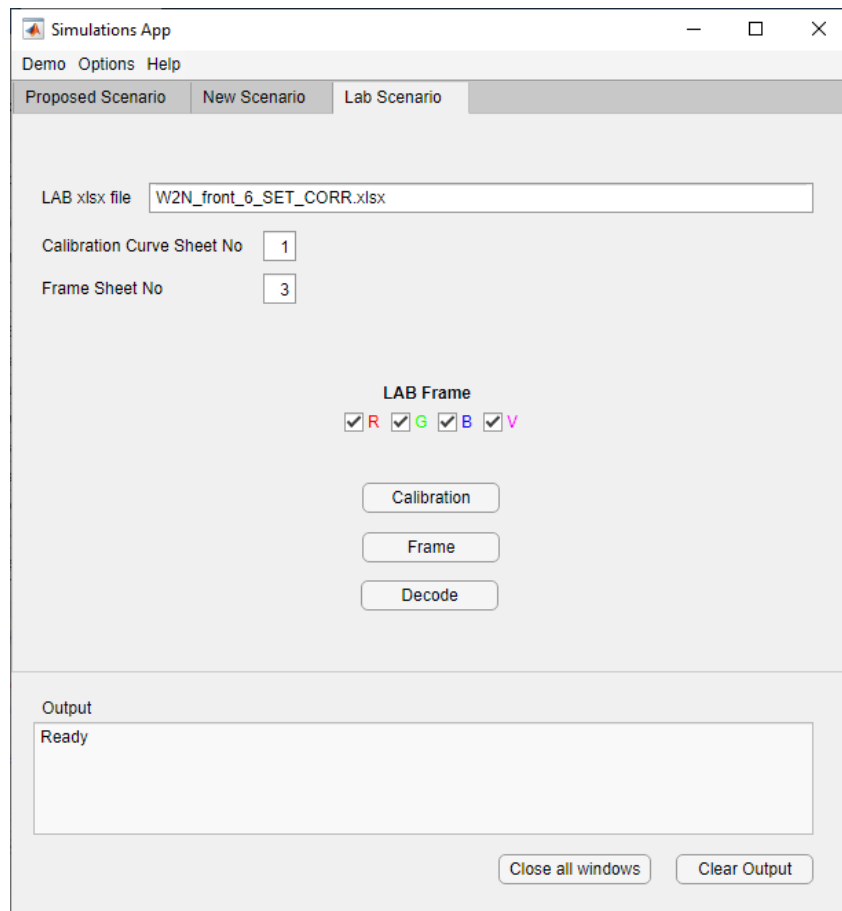 Simulations App
Demo Options Help
Proposed Scenario New Scenario Lab Scenario
LAB xlsx file W2N_front_6_SET_CORR.xlsx
Calibration Curve Sheet No 1
Frame Sheet No 3
LAB Frame
R G B V
Calibration
Frame
Decode
Output
Ready
Close all windows Clear Output